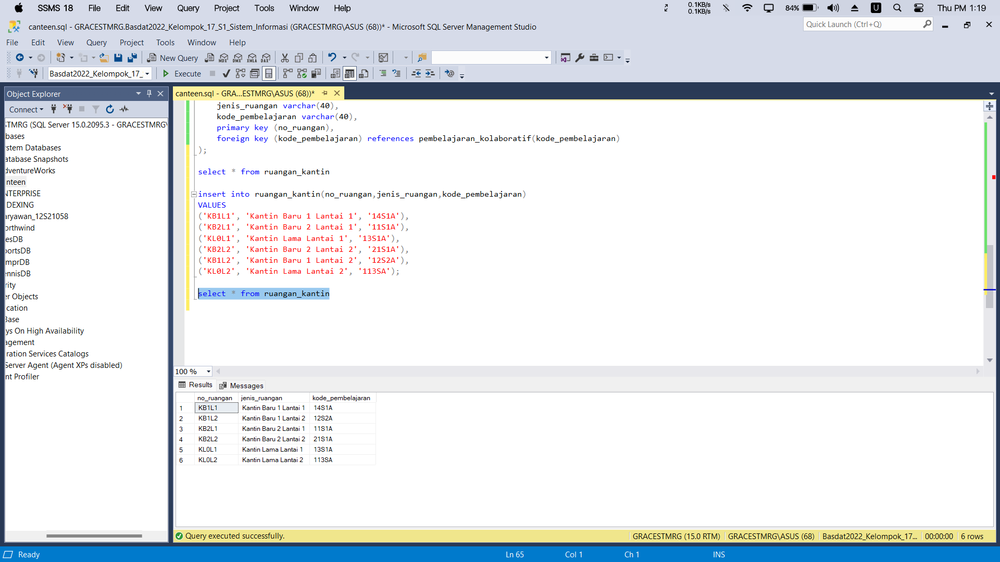 SSMS 18 File Edit View Query Project Tools Window Help 0.1KB/s 0.1KB/s 84% U Thu PM 1:19
canteen.sql - GRACESTMRG.Basdat2022_Kelompok_17_S1_Sistem_Informasi (GRACESTMRG\ASUS (68))* - Microsoft SQL Server Management Studio Quick Launch (Ctrl+Q)
File Edit View Query Project Tools Window Help
New Query MDX DMX XMLA DAX
Basdat2022_Kelompok_17_ Execute
Object Explorer
Connect
STMRG (SQL Server 15.0.2095.3 - GRACESTMRG\
bases
stem Databases
atabase Snapshots
dventureWorks
anteen
NTERPRISE
DEXING
aryawan_12S21058
orthwind
esDB
portsDB
mprDB
ennisDB
rity
er Objects
cation
Base
ys On High Availability
agement
ration Services Catalogs
Server Agent (Agent XPs disabled)
nt Profiler
canteen.sql - GRA...ESTMRG\ASUS (68))*
jenis_ruangan varchar(40),
kode_pembelajaran varchar(40),
primary key (no_ruangan),
foreign key (kode_pembelajaran) references pembelajaran_kolaboratif(kode_pembelajaran)
);
select * from ruangan_kantin
insert into ruangan_kantin(no_ruangan,jenis_ruangan,kode_pembelajaran)
VALUES
('KB1L1', 'Kantin Baru 1 Lantai 1', '14S1A'),
('KB2L1', 'Kantin Baru 2 Lantai 1', '11S1A'),
('KL0L1', 'Kantin Lama Lantai 1', '13S1A'),
('KB2L2', 'Kantin Baru 2 Lantai 2', '21S1A'),
('KB1L2', 'Kantin Baru 1 Lantai 2', '12S2A'),
('KL0L2', 'Kantin Lama Lantai 2', '113SA');
select * from ruangan_kantin
100 %
Results Messages
no_ruangan jenis_ruangan kode_pembelajaran
1 KB1L1 Kantin Baru 1 Lantai 1 14S1A
2 KB1L2 Kantin Baru 1 Lantai 2 12S2A
3 KB2L1 Kantin Baru 2 Lantai 1 11S1A
4 KB2L2 Kantin Baru 2 Lantai 2 21S1A
5 KL0L1 Kantin Lama Lantai 1 13S1A
6 KL0L2 Kantin Lama Lantai 2 113SA
Query executed successfully. GRACESTMRG (15.0 RTM) GRACESTMRG\ASUS (68) Basdat2022_Kelompok_17... 00:00:00 6 rows
Ready Ln 65 Col 1 Ch 1 INS